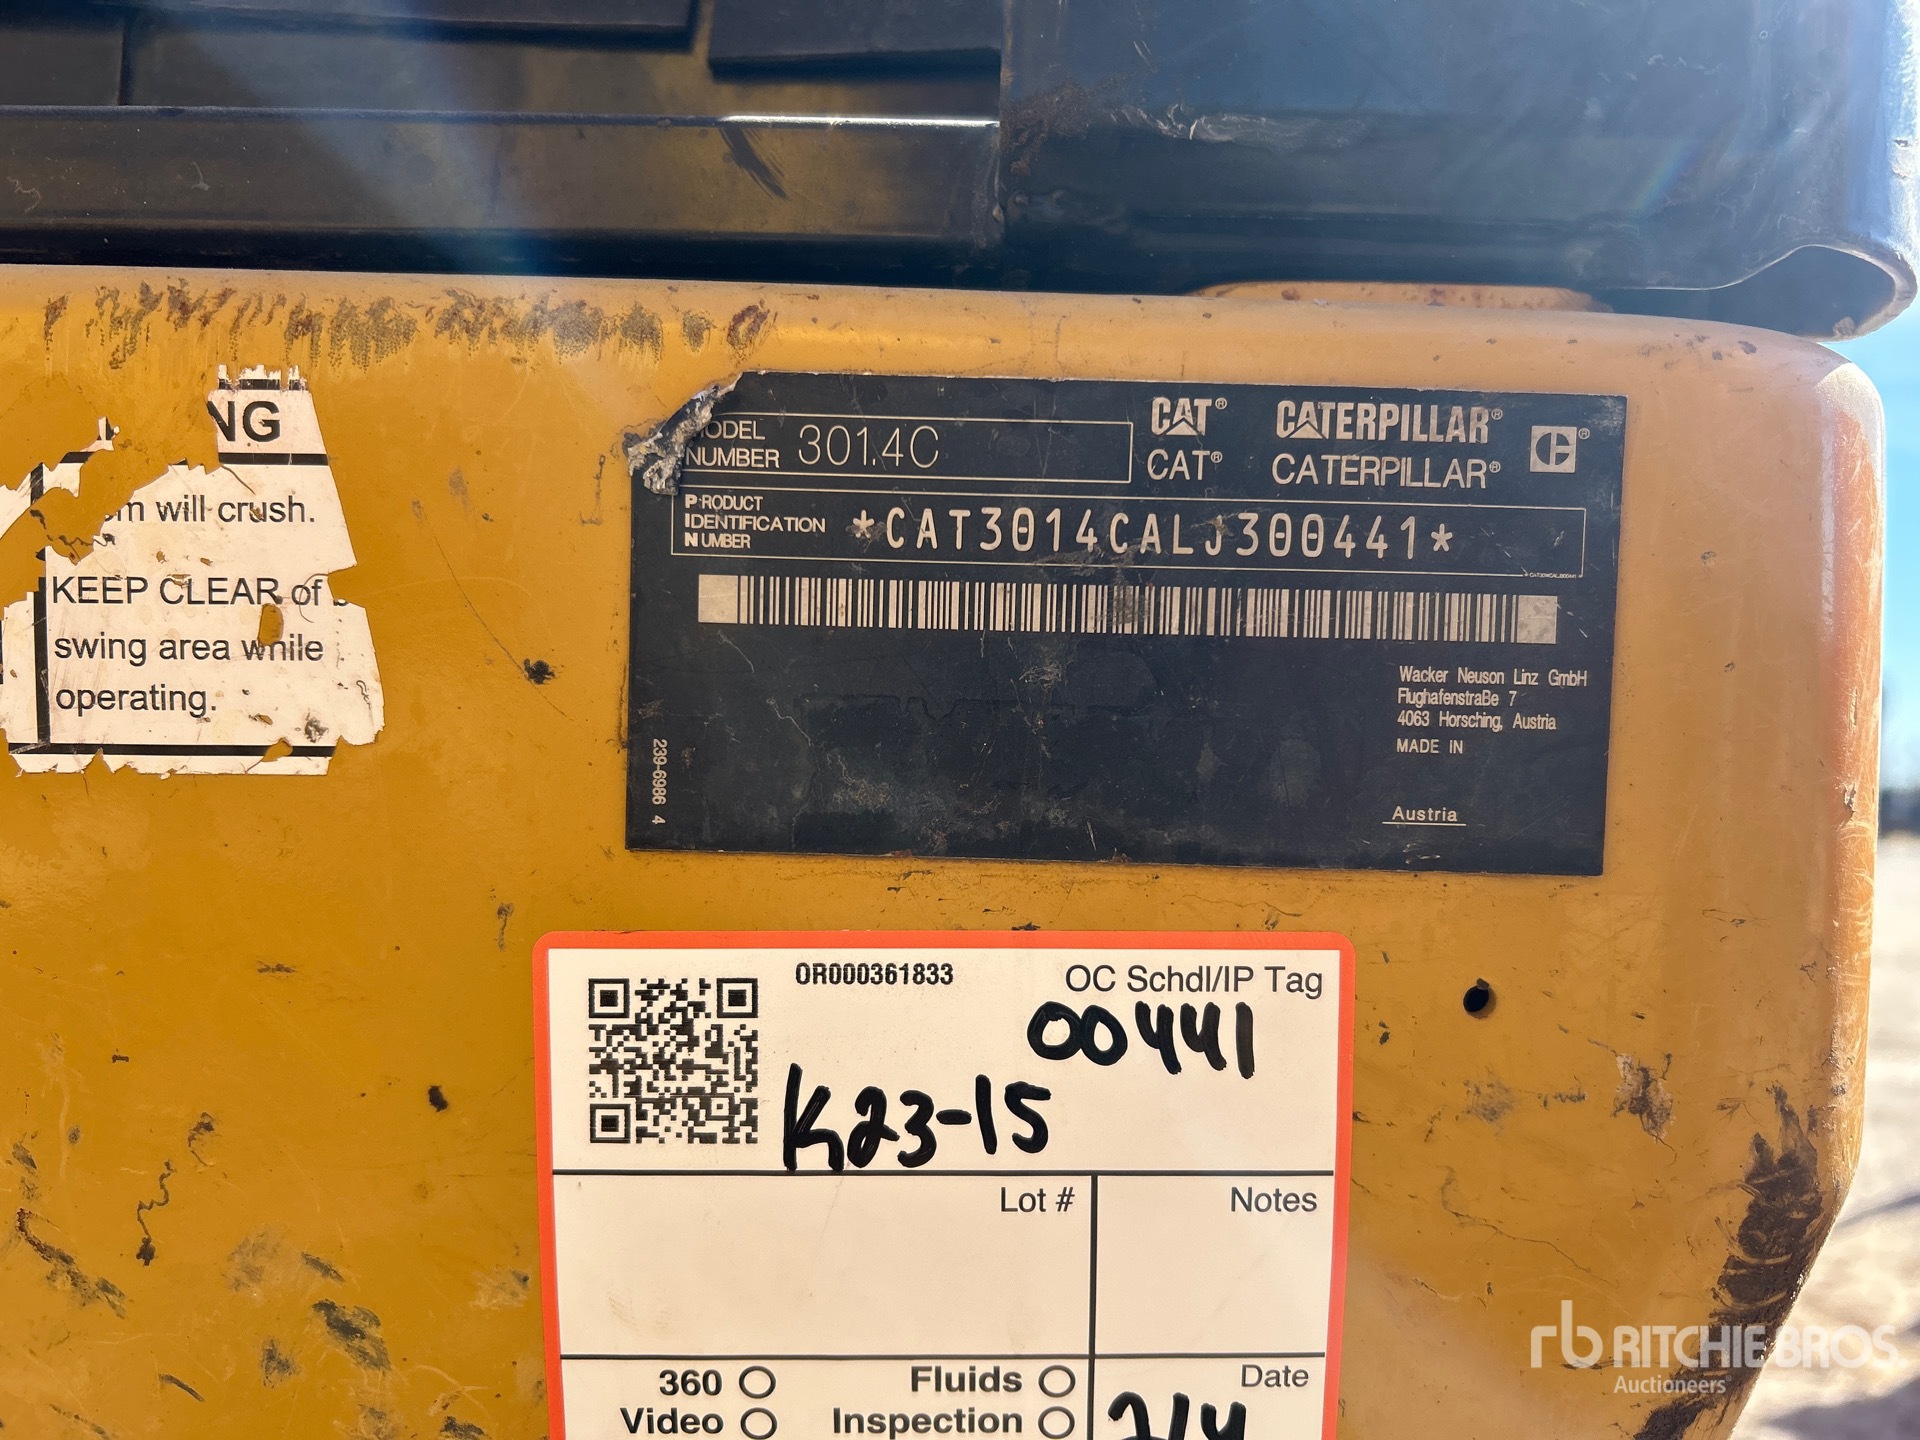 NG
will crush.
KEEP CLEAR of
swing area while
operating.
MODEL
NUMBER 301.4C
CAT® CATERPILLAR®
CAT® CATERPILLAR®
PRODUCT
IDENTIFICATION
NUMBER
*CAT3014CALJ300441*
Wacker Neuson Linz GmbH
Flughafenstraße 7
4063 Horsching, Austria
MADE IN
Austria
239-6986 4
OR000361833
OC Schdl/IP Tag
00441
K23-15
Lot #
Notes
360
Fluids
Date
Video
Inspection
2/4
rb RITCHIE BROS
Auctioneers